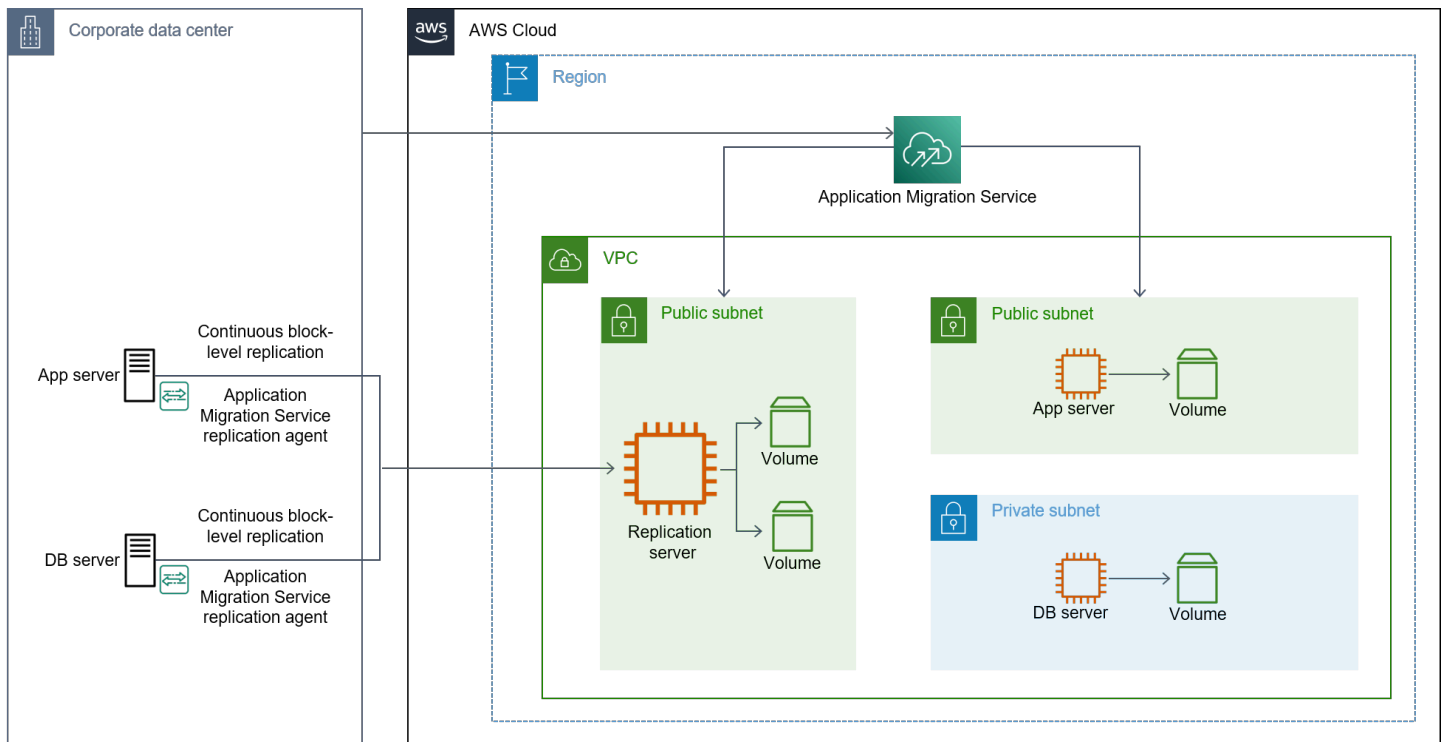 Corporate data center
aws
AWS Cloud
Region
Application Migration Service
VPC
Public subnet
Public subnet
Continuous block-
level replication
App server
Application
Migration Service
replication agent
App server
Volume
Volume
Replication
server
Volume
Private subnet
Continuous block-
level replication
DB server
Application
Migration Service
replication agent
DB server
Volume